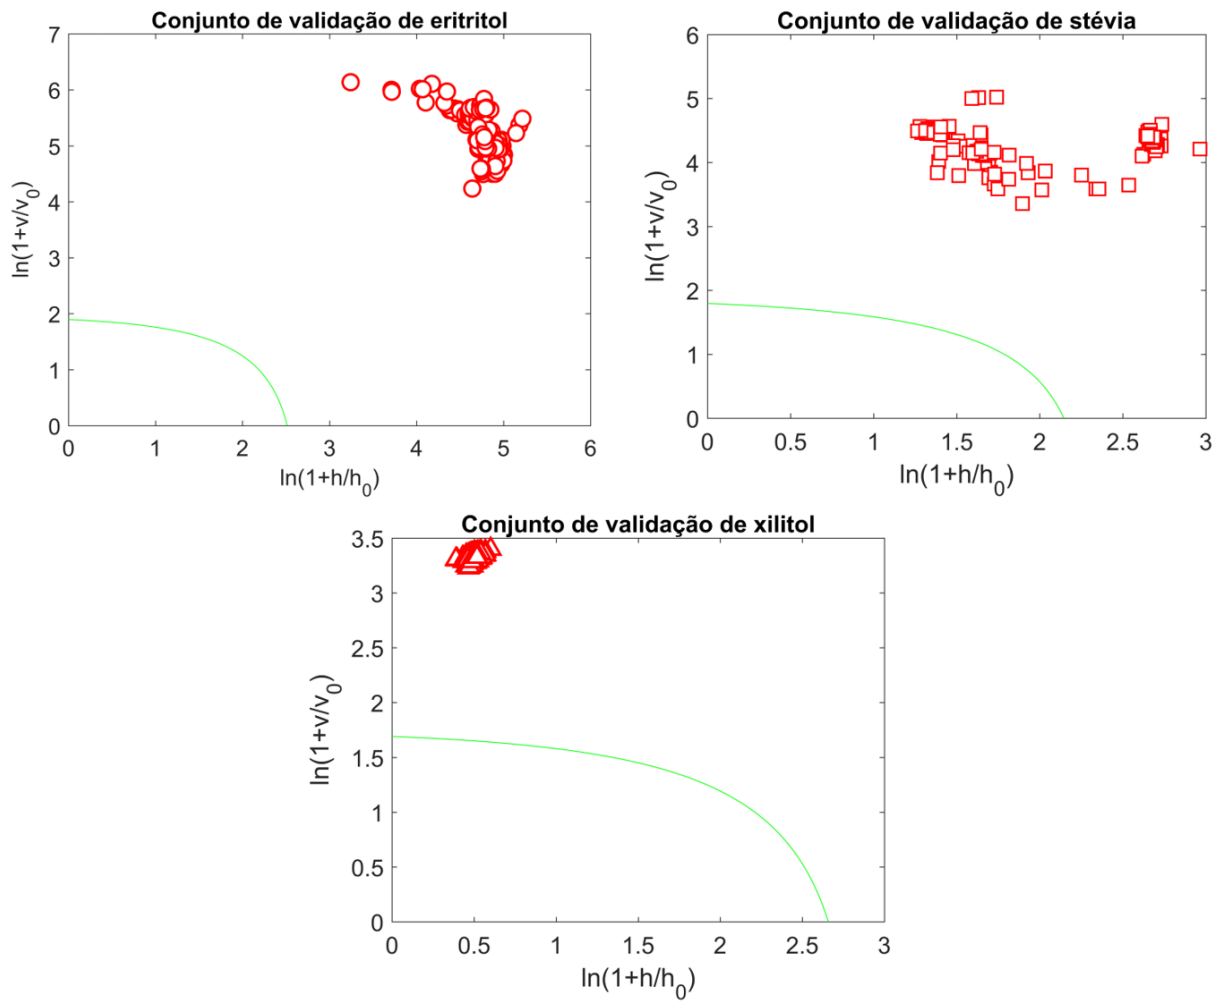 Conjunto de validação de eritritol
7
6
5
4
3
2
1
0
ln(1+v/v0)
0 1 2 3 4 5 6
ln(1+h/h0)
Conjunto de validação de stévia
6
5
4
3
2
1
0
ln(1+v/v0)
0 0.5 1 1.5 2 2.5 3
ln(1+h/h0)
Conjunto de validação de xilitol
3.5
3
2.5
2
1.5
1
0.5
0
ln(1+v/v0)
0 0.5 1 1.5 2 2.5 3
ln(1+h/h0)